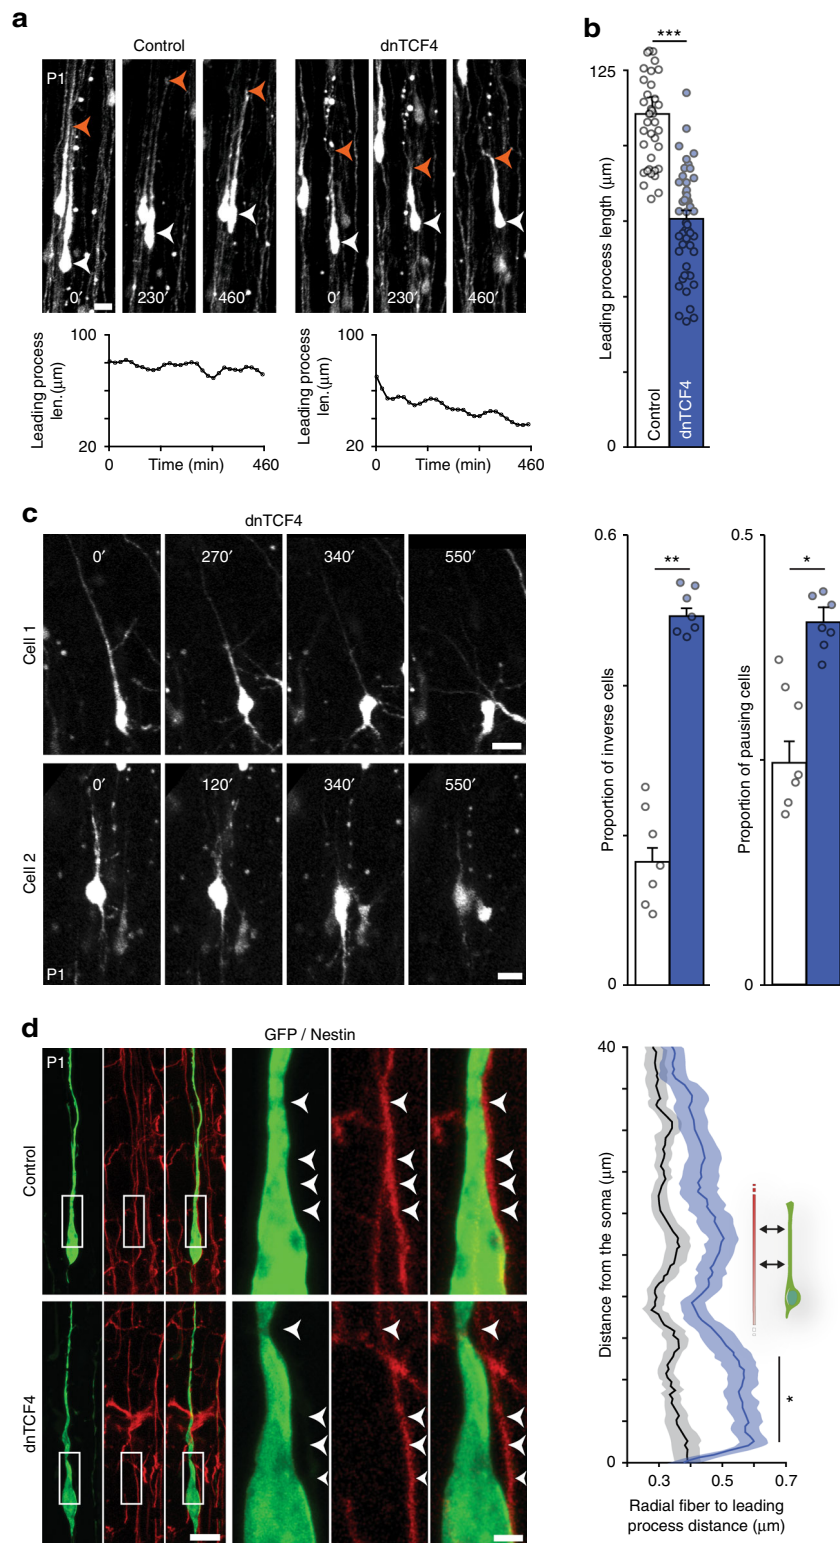 a
Control
dnTCF4
P1
0′
230′
460′
0′
230′
460′
Leading process
len.(µm)
100
20
0
Time (min)
460
Leading process
len.(µm)
100
20
0
Time (min)
460
b
***
125
Leading process length (µm)
0
Control
dnTCF4
c
dnTCF4
Cell 1
0′
270′
340′
550′
Cell 2
0′
120′
340′
550′
P1
0.6
**
Proportion of inverse cells
0
0.5
*
Proportion of pausing cells
0
d
GFP / Nestin
P1
Control
dnTCF4
40
Distance from the soma (µm)
*
0
0.3
0.5
0.7
Radial fiber to leading
process distance (µm)